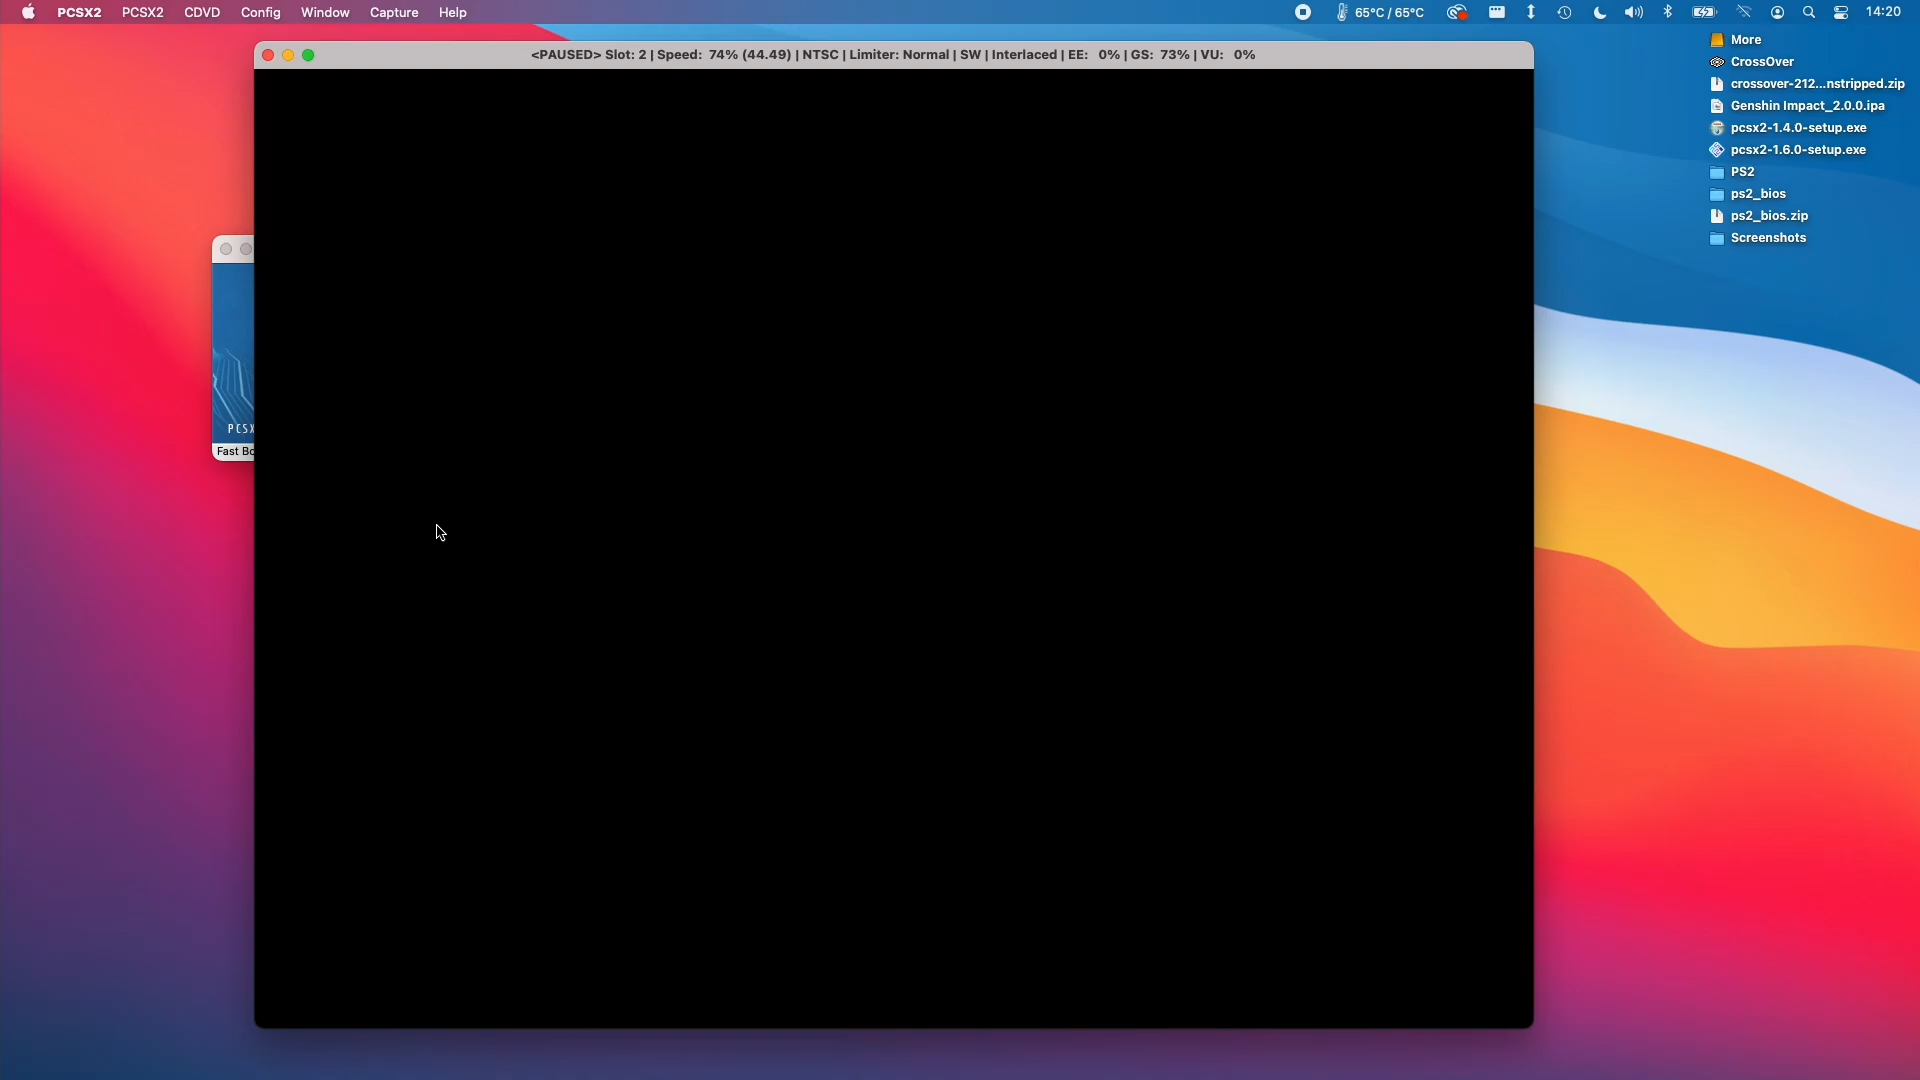 PCSX2 PCSX2 CDVD Config Window Capture Help 65°C / 65°C 14:20
<PAUSED> Slot: 2 | Speed: 74% (44.49) | NTSC | Limiter: Normal | SW | Interlaced | EE: 0% | GS: 73% | VU: 0%
More
CrossOver
crossover-212...nstripped.zip
Genshin Impact_2.0.0.ipa
pcsx2-1.4.0-setup.exe
pcsx2-1.6.0-setup.exe
PS2
ps2_bios
ps2_bios.zip
Screenshots
PCSX
Fast Bo